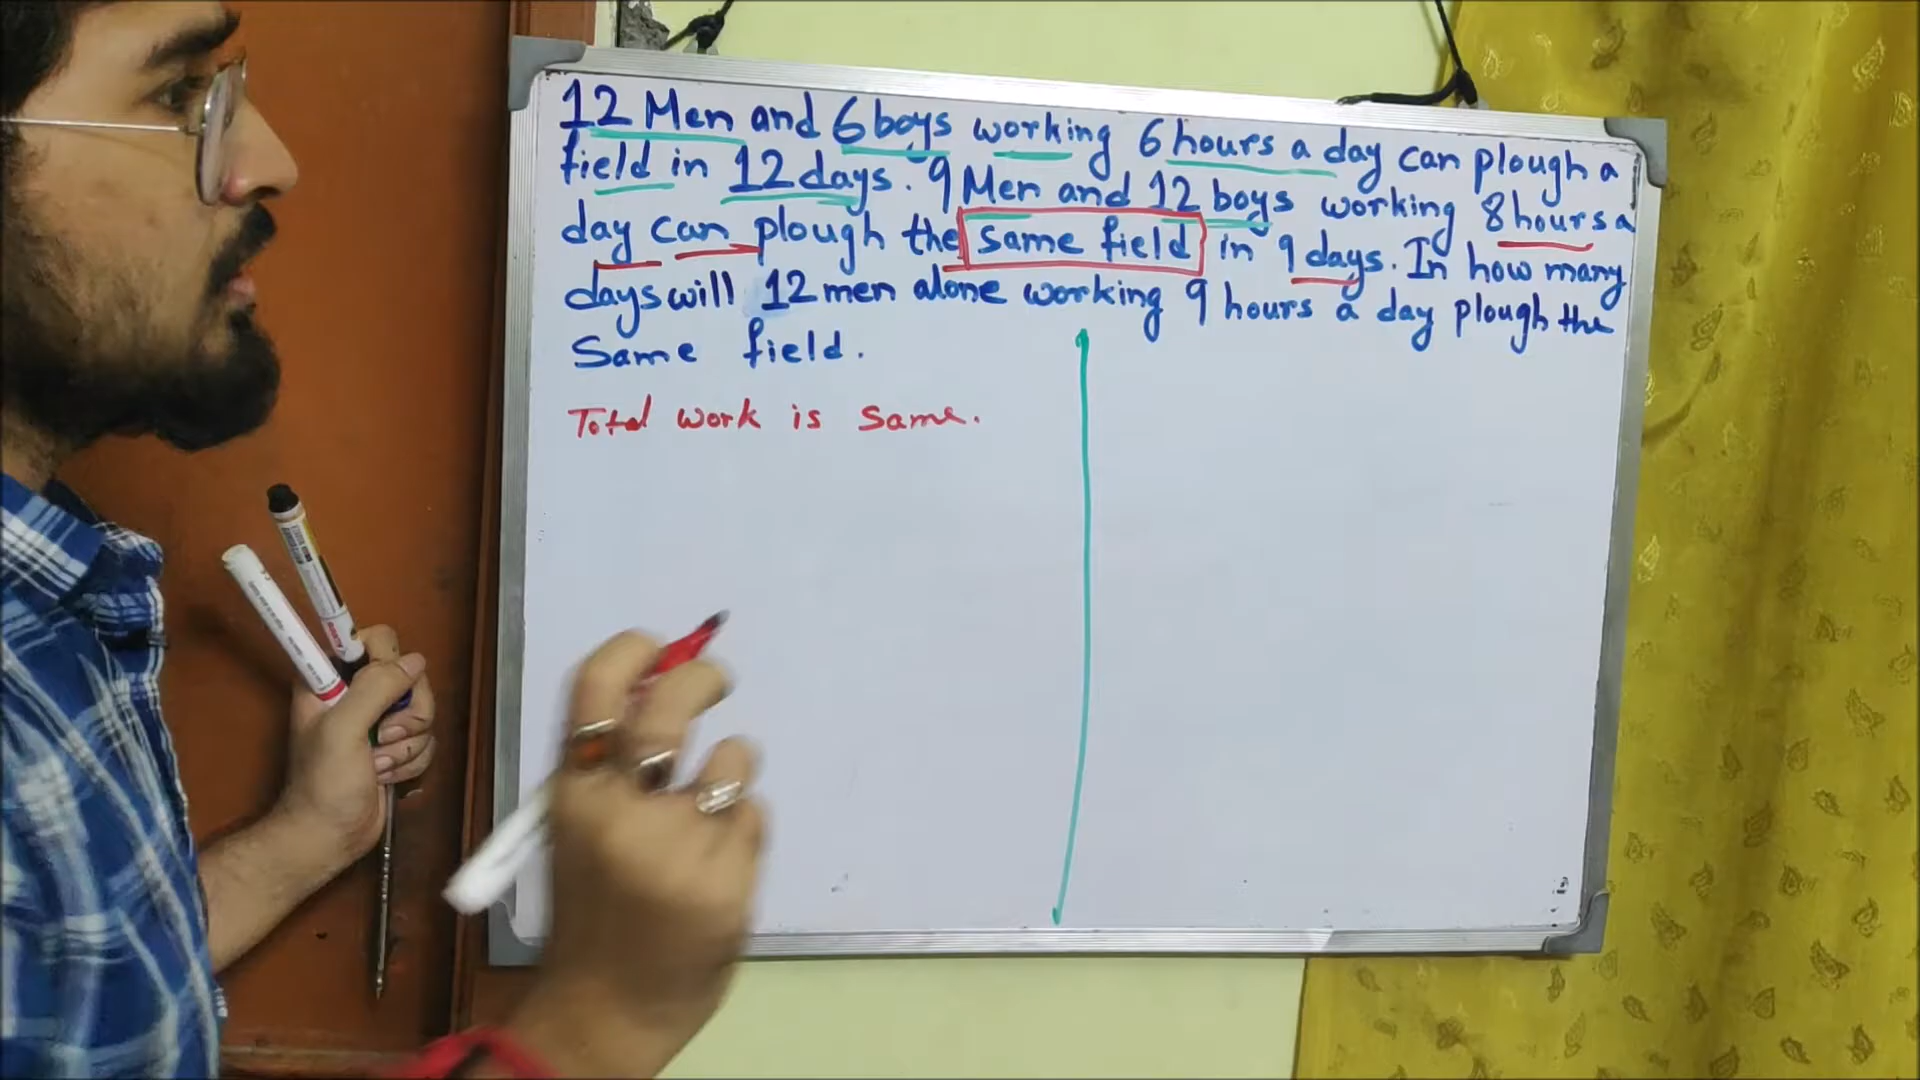 12 Men and 6 boys working 6 hours a day can plough a
field in 12 days. 9 Men and 12 boys working 8 hours a
day can plough the same field in 9 days. In how many
days will 12 men alone working 9 hours a day plough the
Same field.
Total work is same.